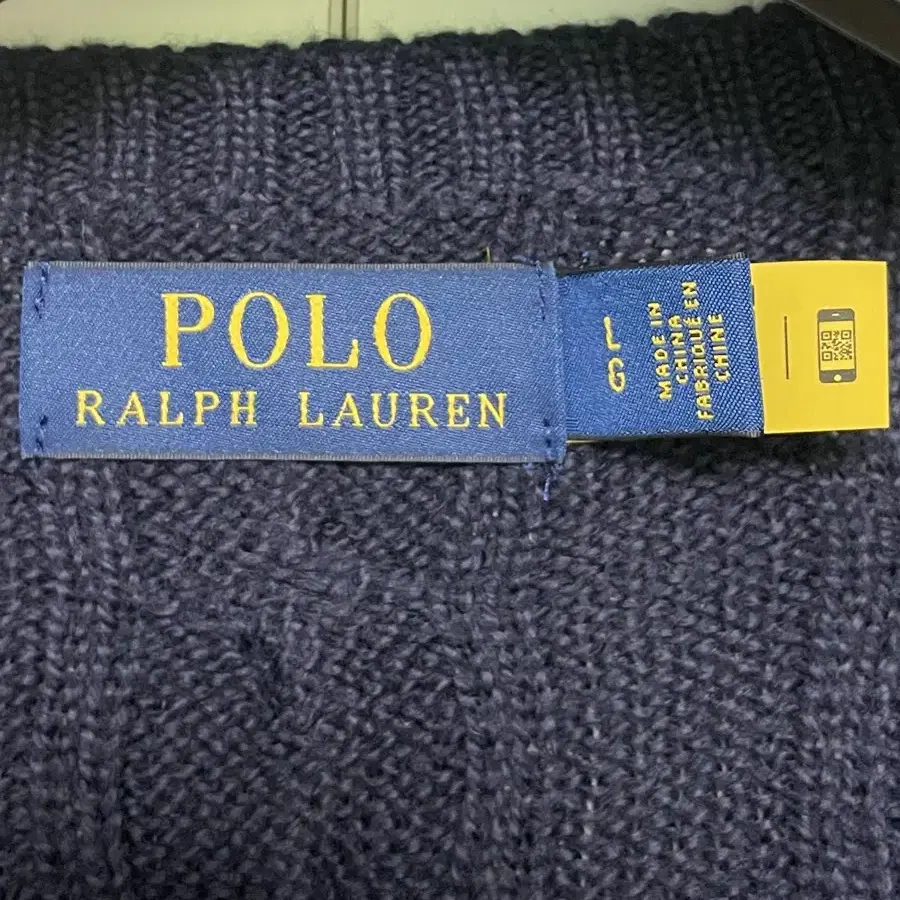 POLO
RALPH LAUREN
MADE IN
CHINA
FABRIQUÉ EN
CHINE